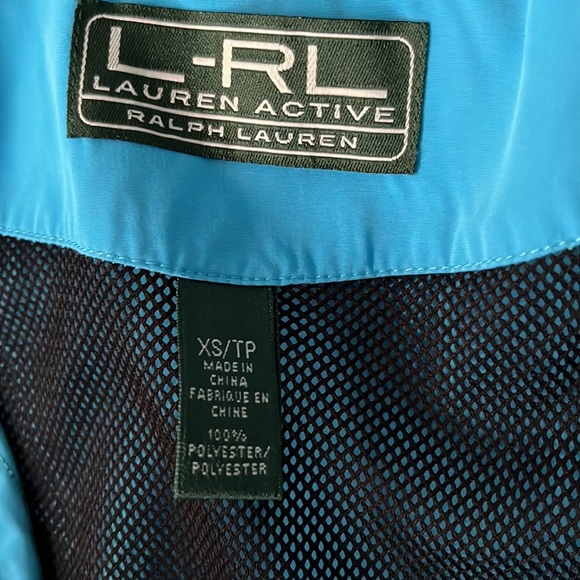 L-RL
LAUREN ACTIVE
RALPH LAUREN
XS/TP
MADE IN
CHINA
FABRIQUE EN
CHINE
100%
POLYESTER/
POLYESTER